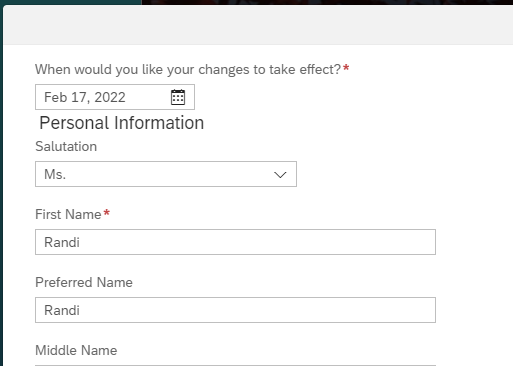 When would you like your changes to take effect?*
Feb 17, 2022
Personal Information
Salutation
Ms.
First Name*
Randi
Preferred Name
Randi
Middle Name